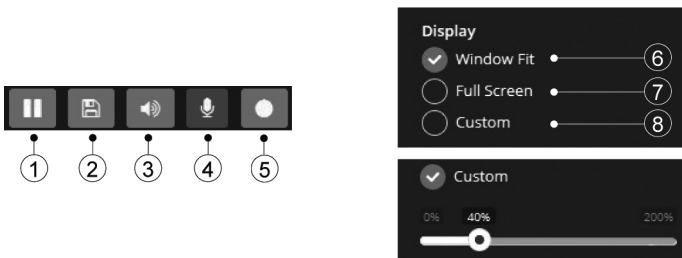 1 2 3 4 5
Display
Window Fit 6
Full Screen 7
Custom 8
Custom
0% 40% 200%